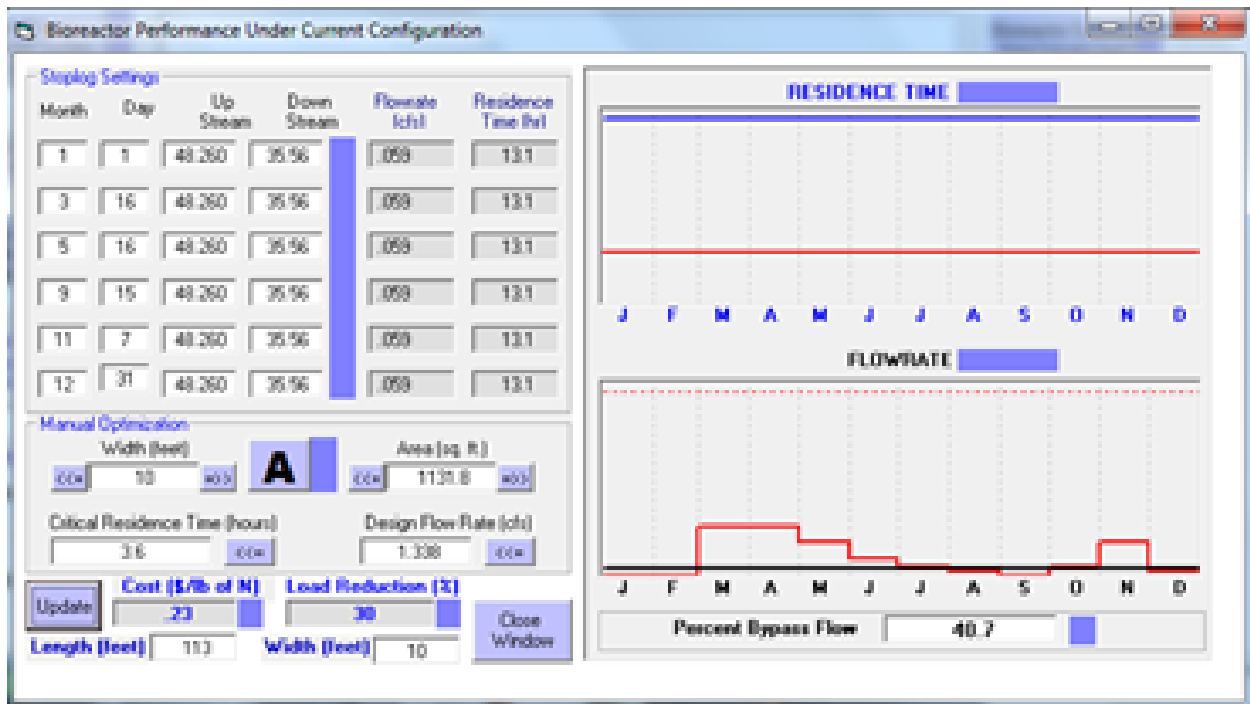 Bioreactor Performance Under Current Configuration
Stoplog Settings
Month Day Up Stream Down Stream Flowrate (cfs) Residence Time (hr)
1 1 48.260 35.56 .059 13.1
3 16 48.260 35.56 .059 13.1
5 16 48.260 35.56 .059 13.1
9 15 48.260 35.56 .059 13.1
11 7 48.260 35.56 .059 13.1
12 31 48.260 35.56 .059 13.1
Manual Optimization
Width (feet) A Area (sq. ft.)
<<= 10 =>> <<= 1131.8 =>>
Critical Residence Time (hours) Design Flow Rate (cfs)
3.6 <<= 1.338 <<=
Update Cost ($/lb of N) Load Reduction (%)
.23 30 Close Window
Length (feet) 113 Width (feet) 10
RESIDENCE TIME
J F M A M J J A S O N D
FLOWRATE
J F M A M J J A S O N D
Percent Bypass Flow 40.7